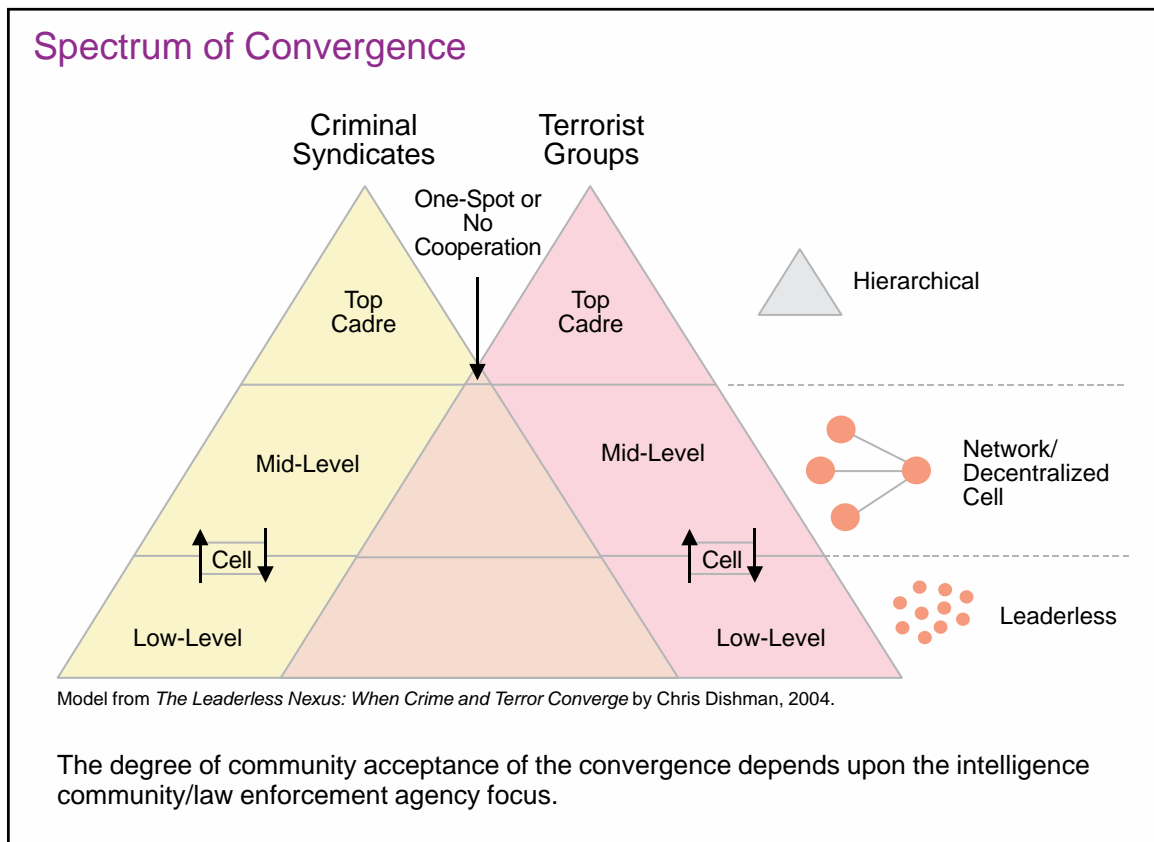 Spectrum of Convergence
Criminal
Syndicates
Terrorist
Groups
One-Spot or
No
Cooperation
Top
Cadre
Top
Cadre
Hierarchical
Mid-Level
Mid-Level
Network/
Decentralized
Cell
Cell
Cell
Low-Level
Low-Level
Leaderless
Model from The Leaderless Nexus: When Crime and Terror Converge by Chris Dishman, 2004.
The degree of community acceptance of the convergence depends upon the intelligence
community/law enforcement agency focus.